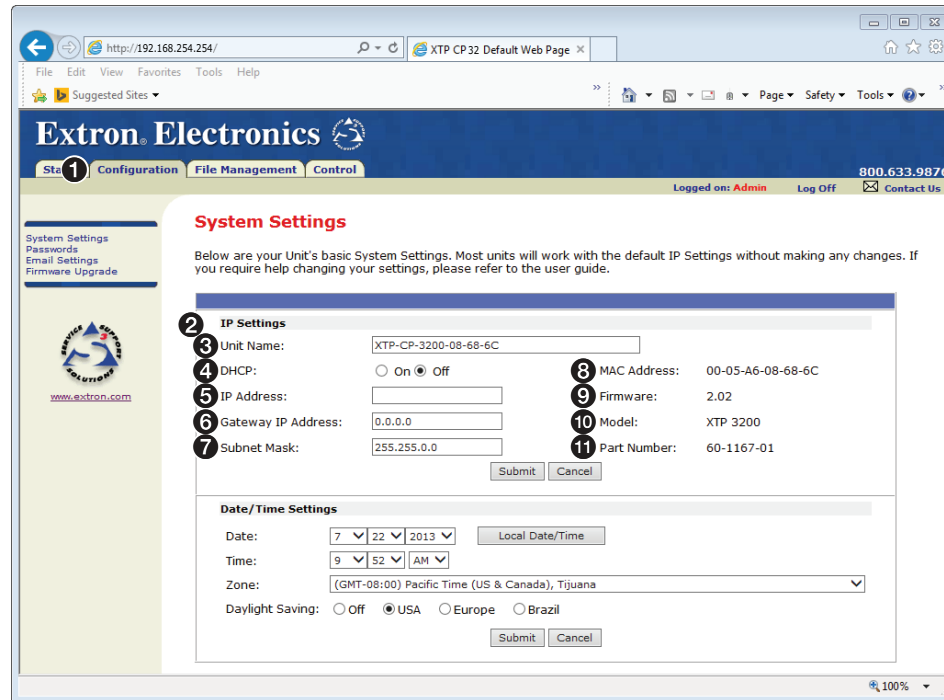 http://192.168.254.254/
XTP CP32 Default Web Page
File Edit View Favorites Tools Help
Suggested Sites
Page Safety Tools
Extron® Electronics
1 Configuration File Management Control
800.633.9876
Logged on: Admin Log Off Contact Us
System Settings
Passwords
Email Settings
Firmware Upgrade
SERVICE SUPPORT SOLUTIONS
S3
www.extron.com
System Settings
Below are your Unit's basic System Settings. Most units will work with the default IP Settings without making any changes. If
you require help changing your settings, please refer to the user guide.
2 IP Settings
3 Unit Name: XTP-CP-3200-08-68-6C
4 DHCP: On Off 8 MAC Address: 00-05-A6-08-68-6C
5 IP Address: 9 Firmware: 2.02
6 Gateway IP Address: 0.0.0.0 10 Model: XTP 3200
7 Subnet Mask: 255.255.0.0 11 Part Number: 60-1167-01
Submit Cancel
Date/Time Settings
Date: 7 22 2013 Local Date/Time
Time: 9 52 AM
Zone: (GMT-08:00) Pacific Time (US & Canada), Tijuana
Daylight Saving: Off USA Europe Brazil
Submit Cancel
100%